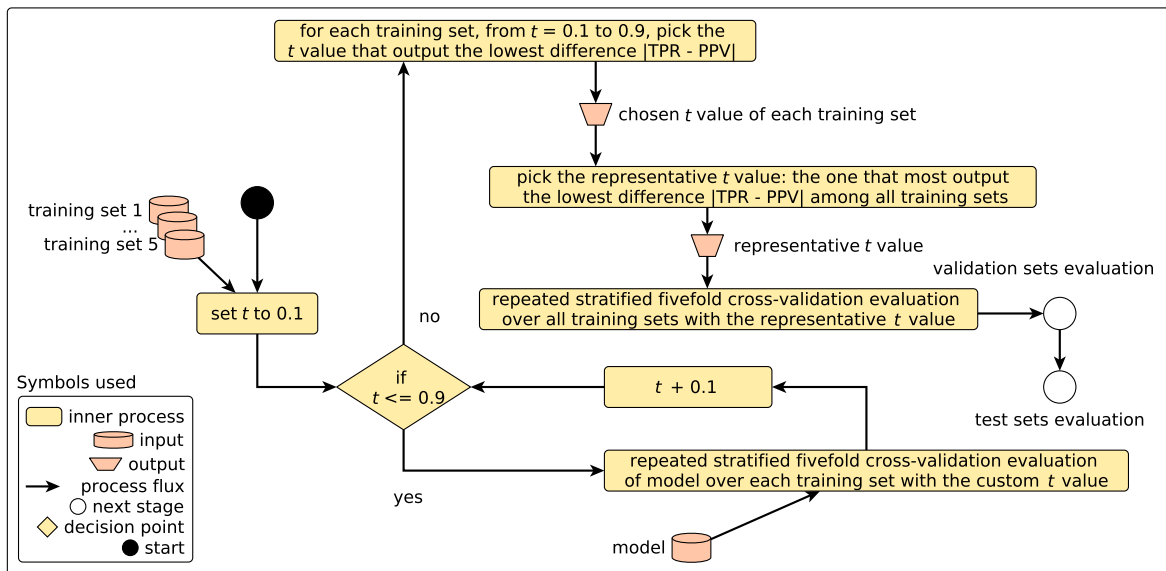 for each training set, from t = 0.1 to 0.9, pick the
t value that output the lowest difference |TPR - PPV|
chosen t value of each training set
pick the representative t value: the one that most output
the lowest difference |TPR - PPV| among all training sets
representative t value
training set 1
...
training set 5
set t to 0.1
validation sets evaluation
repeated stratified fivefold cross-validation evaluation
over all training sets with the representative t value
no
if
t <= 0.9
t + 0.1
test sets evaluation
yes
repeated stratified fivefold cross-validation evaluation
of model over each training set with the custom t value
model
Symbols used
inner process
input
output
process flux
next stage
decision point
start